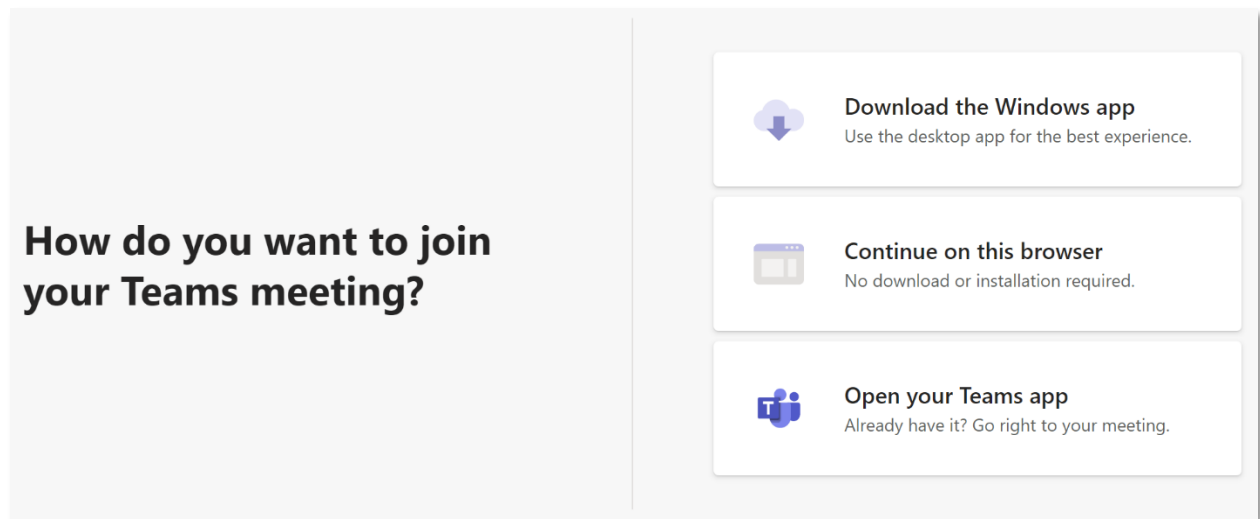 How do you want to join
your Teams meeting?
Download the Windows app
Use the desktop app for the best experience.
Continue on this browser
No download or installation required.
T
Open your Teams app
Already have it? Go right to your meeting.